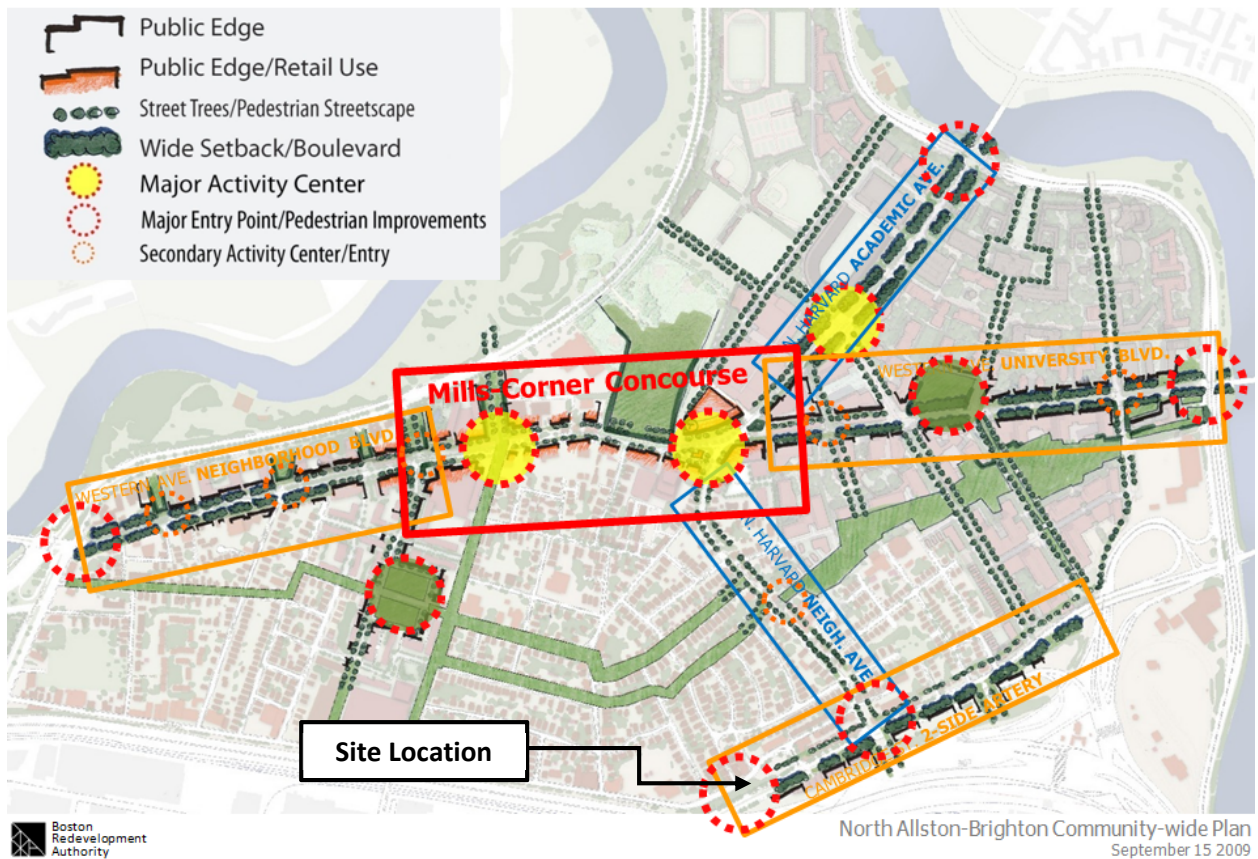 Public Edge
Public Edge/Retail Use
Street Trees/Pedestrian Streetscape
Wide Setback/Boulevard
Major Activity Center
Major Entry Point/Pedestrian Improvements
Secondary Activity Center/Entry
N. HARVARD ACADEMIC AVE.
WESTERN AVE. UNIVERSITY BLVD.
Mills Corner Concourse
WESTERN AVE. NEIGHBORHOOD BLVD.
N. HARVARD NEIGH. AVE
2-SIDE ARTERY
Site Location
Boston
Redevelopment
Authority
North Allston-Brighton Community-wide Plan
September 15 2009